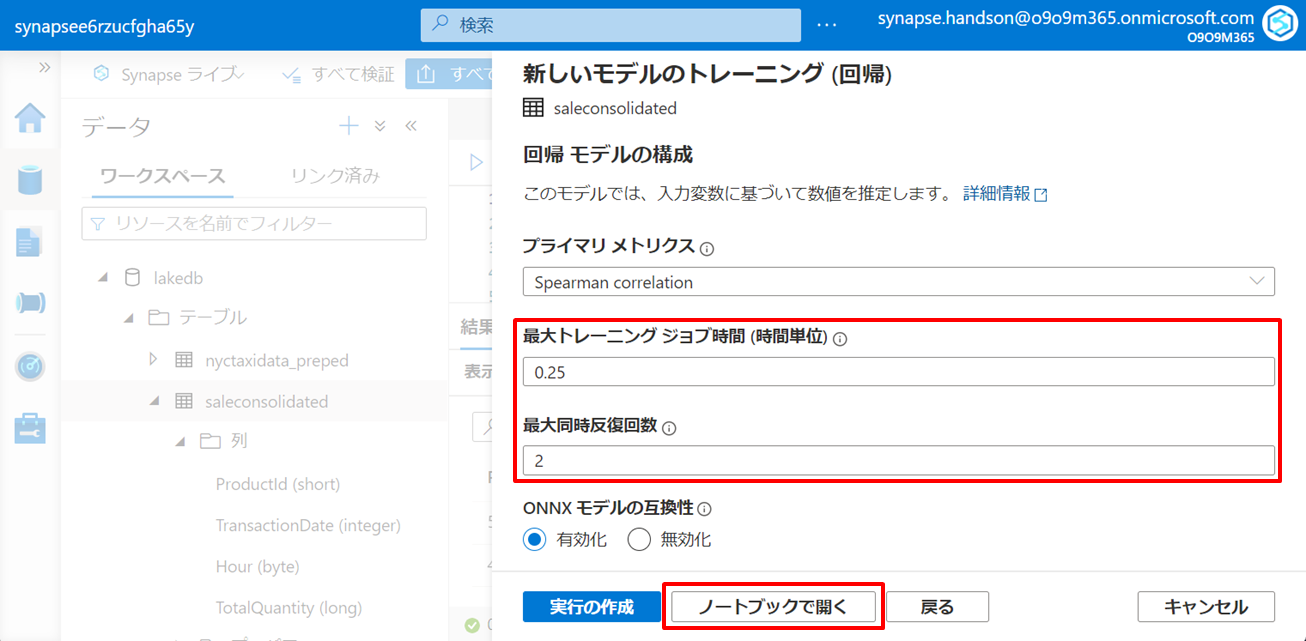 synapsee6rzucfgha65y
検索
synapse.handson@o9o9m365.onmicrosoft.com
O9O9M365
Synapse ライブ
すべて検証
すべて
データ
ワークスペース
リンク済み
リソースを名前でフィルター
lakedb
テーブル
nyctaxidata_preped
saleconsolidated
列
ProductId (short)
TransactionDate (integer)
Hour (byte)
TotalQuantity (long)
結果
表示
新しいモデルのトレーニング (回帰)
saleconsolidated
回帰 モデルの構成
このモデルでは、入力変数に基づいて数値を推定します。 詳細情報
プライマリ メトリクス
Spearman correlation
最大トレーニング ジョブ時間 (時間単位)
0.25
最大同時反復回数
2
ONNX モデルの互換性
有効化 無効化
実行の作成 ノートブックで開く 戻る キャンセル